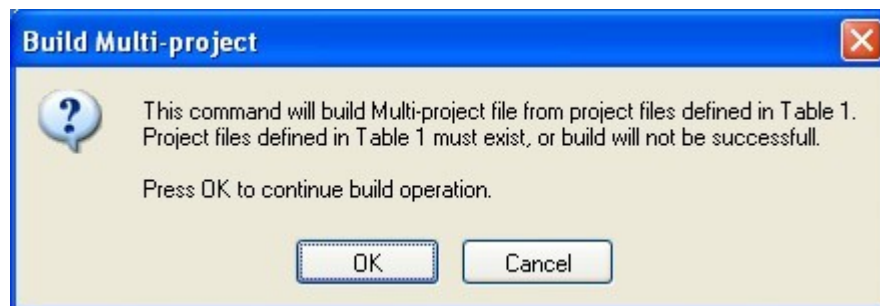 Build Multi-project
This command will build Multi-project file from project files defined in Table 1.
Project files defined in Table 1 must exist, or build will not be successfull.
Press OK to continue build operation.
OK
Cancel